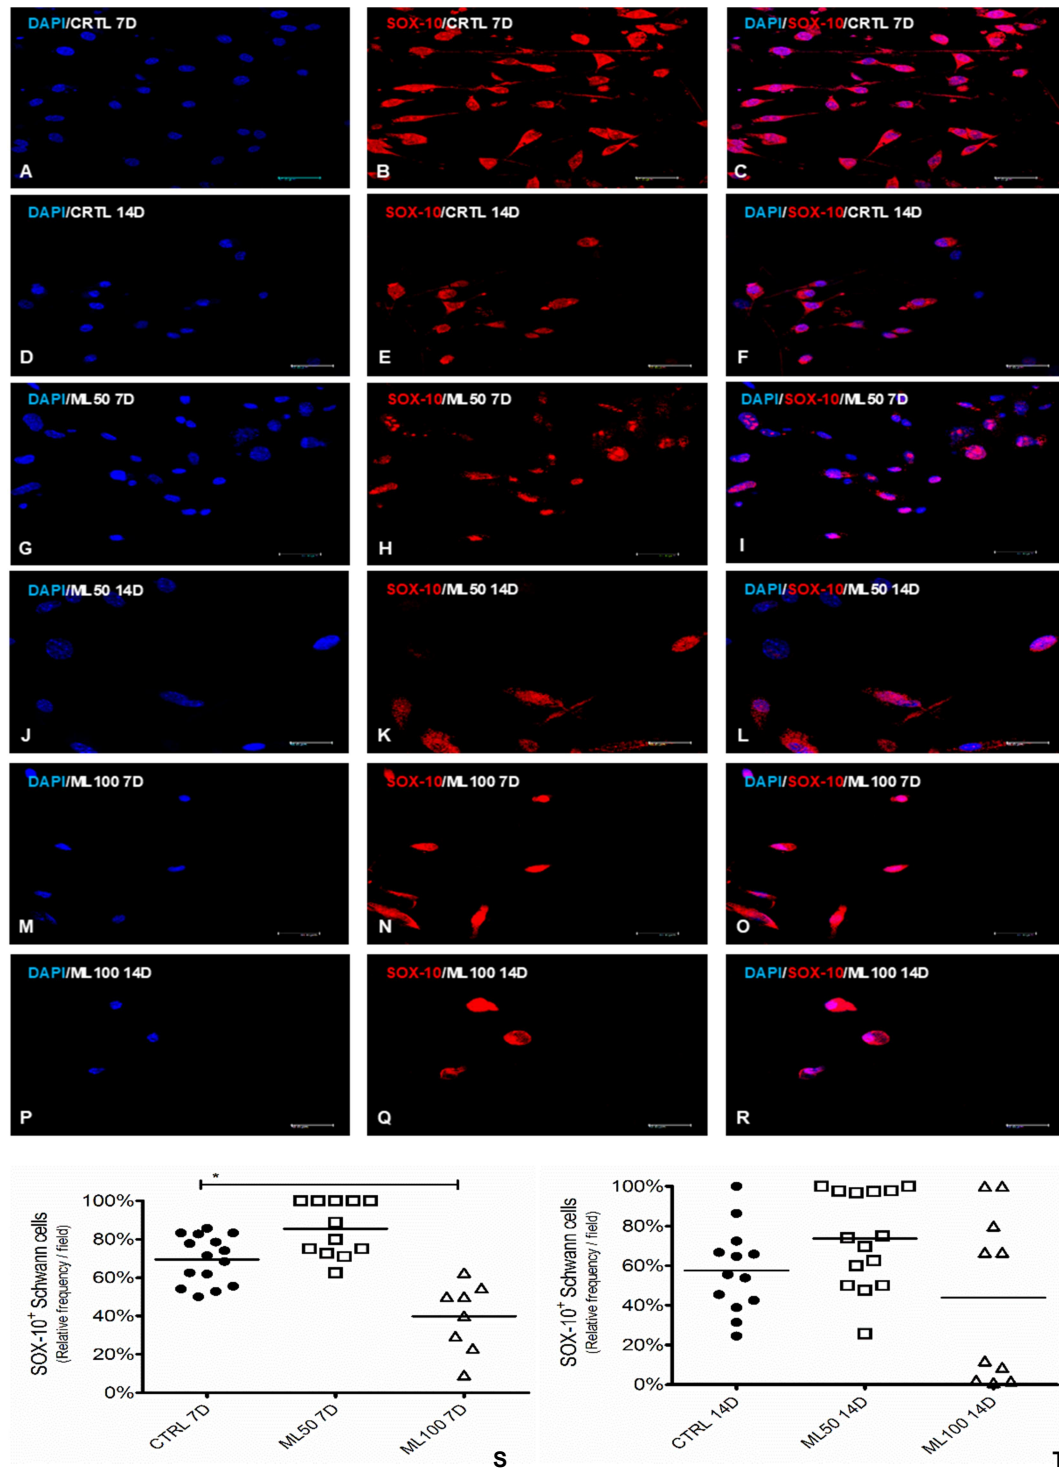 DAPI/CRTL 7D
A
SOX-10/CRTL 7D
B
DAPI/SOX-10/CRTL 7D
C
DAPI/CRTL 14D
D
SOX-10/CRTL 14D
E
DAPI/SOX-10/CRTL 14D
F
DAPI/ML50 7D
G
SOX-10/ML50 7D
H
DAPI/SOX-10/ML50 7D
I
DAPI/ML50 14D
J
SOX-10/ML50 14D
K
DAPI/SOX-10/ML50 14D
L
DAPI/ML100 7D
M
SOX-10/ML100 7D
N
DAPI/SOX-10/ML100 7D
O
DAPI/ML100 14D
P
SOX-10/ML100 14D
Q
DAPI/SOX-10/ML100 14D
R
SOX-10⁺ Schwann cells
(Relative frequency / field)
100%
80%
60%
40%
20%
0%
*
CTRL 7D
ML50 7D
ML100 7D
S
SOX-10⁺ Schwann cells
(Relative frequency / field)
100%
80%
60%
40%
20%
0%
CTRL 14D
ML50 14D
ML100 14D
T